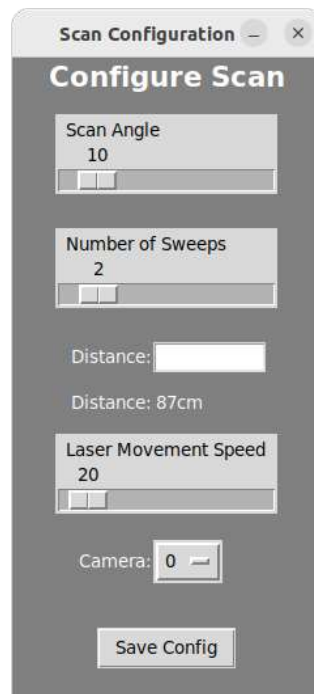 Scan Configuration
Configure Scan
Scan Angle
10
Number of Sweeps
2
Distance:
Distance: 87cm
Laser Movement Speed
20
Camera: 0
Save Config